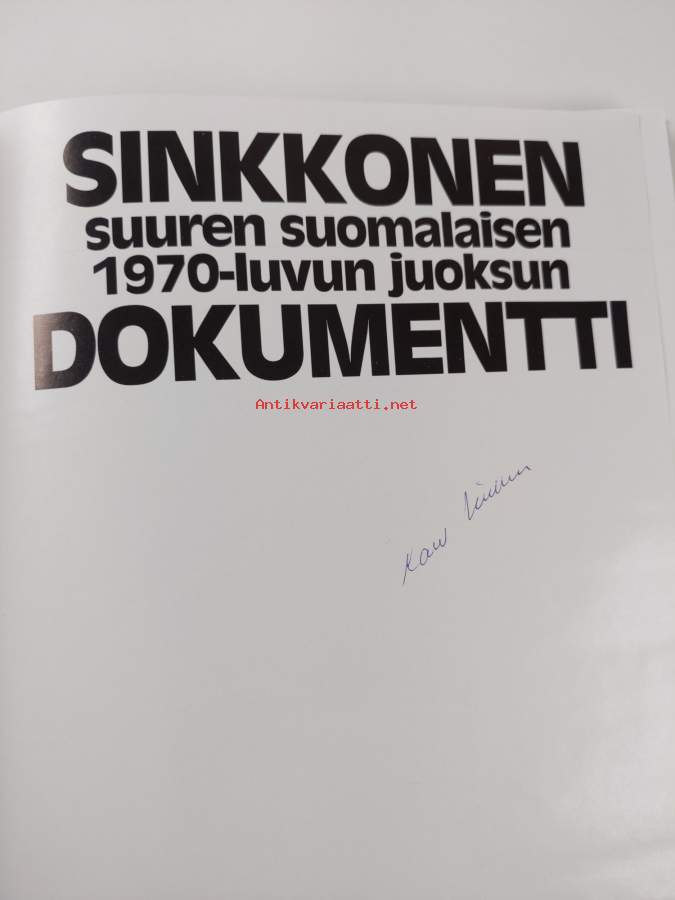 SINKKONEN
suuren suomalaisen
1970-luvun juoksun
DOKUMENTTI
Antikvariaatti.net